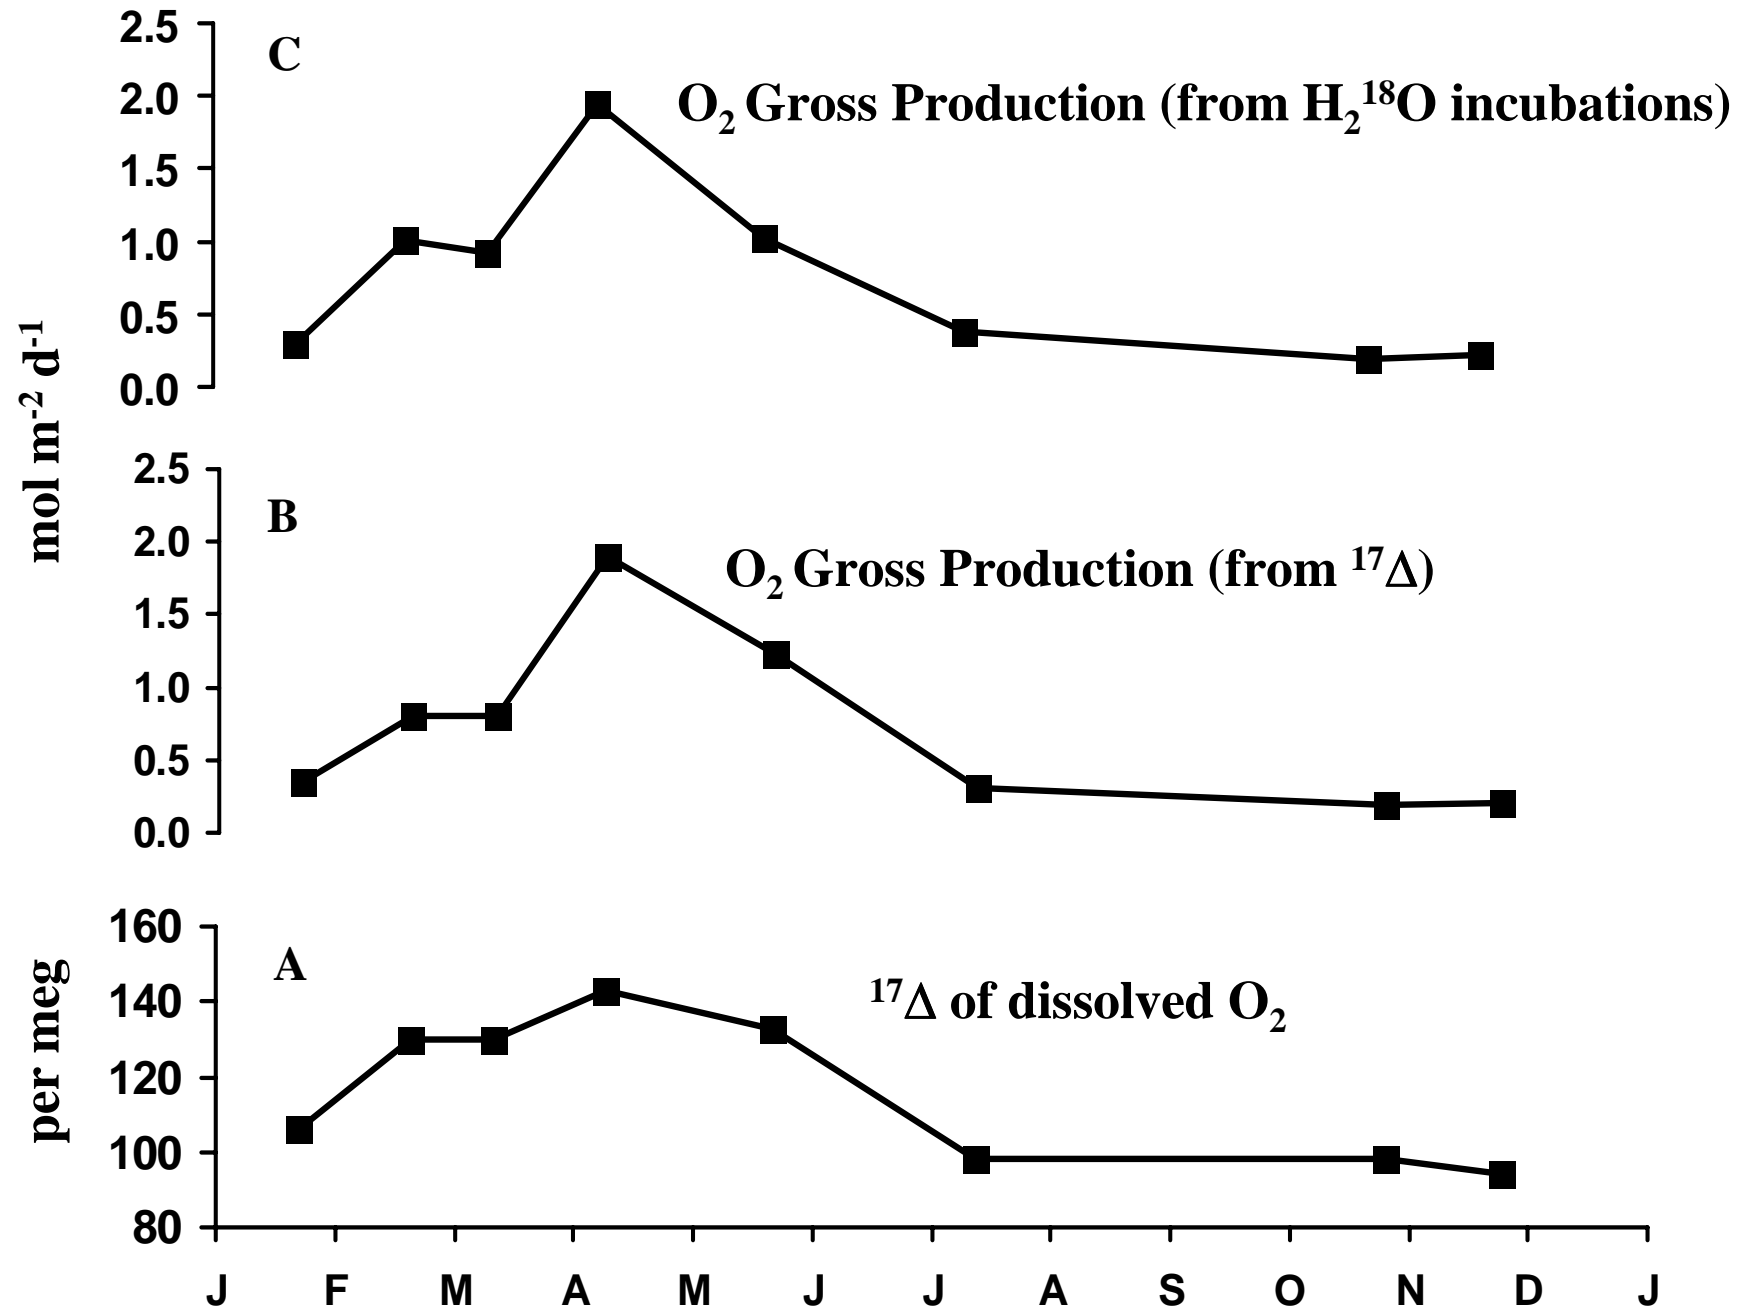 C
O₂ Gross Production (from H₂¹⁸O incubations)
2.5
2.0
1.5
1.0
0.5
0.0
mol m⁻² d⁻¹
B
O₂ Gross Production (from ¹⁷Δ)
2.5
2.0
1.5
1.0
0.5
0.0
A
¹⁷Δ of dissolved O₂
per meg
160
140
120
100
80
J F M A M J J A S O N D J